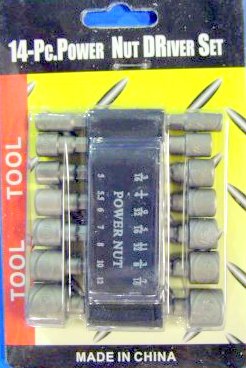 14-Pc.Power Nut DRiver Set
TOOL
TOOL
POWER NUT
5 5.5 6 7 8 10 12
MADE IN CHINA